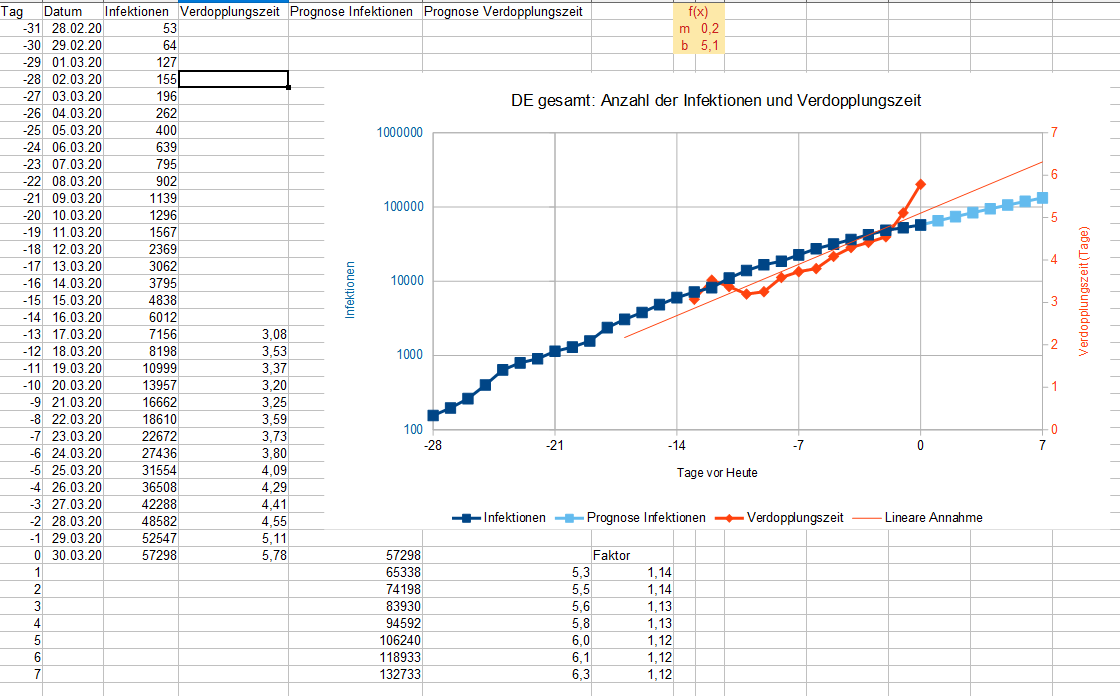 Tag Datum Infektionen Verdopplungszeit Prognose Infektionen Prognose Verdopplungszeit f(x)
-31 28.02.20 53 m 0,2
-30 29.02.20 64 b 5,1
-29 01.03.20 127
-28 02.03.20 155
-27 03.03.20 196
-26 04.03.20 262
-25 05.03.20 400
-24 06.03.20 639
-23 07.03.20 795
-22 08.03.20 902
-21 09.03.20 1139
-20 10.03.20 1296
-19 11.03.20 1567
-18 12.03.20 2369
-17 13.03.20 3062
-16 14.03.20 3795
-15 15.03.20 4838
-14 16.03.20 6012
-13 17.03.20 7156 3,08
-12 18.03.20 8198 3,53
-11 19.03.20 10999 3,37
-10 20.03.20 13957 3,20
-9 21.03.20 16662 3,25
-8 22.03.20 18610 3,59
-7 23.03.20 22672 3,73
-6 24.03.20 27436 3,80
-5 25.03.20 31554 4,09
-4 26.03.20 36508 4,29
-3 27.03.20 42288 4,41
-2 28.03.20 48582 4,55
-1 29.03.20 52547 5,11
0 30.03.20 57298 5,78 57298 Faktor
1 65338 5,3 1,14
2 74198 5,5 1,14
3 83930 5,6 1,13
4 94592 5,8 1,13
5 106240 6,0 1,12
6 118933 6,1 1,12
7 132733 6,3 1,12
DE gesamt: Anzahl der Infektionen und Verdopplungszeit
Infektionen
1000000
100000
10000
1000
100
7
6
5
4
3
2
1
0
Verdopplungszeit (Tage)
-28 -21 -14 -7 0 7
Tage vor Heute
Infektionen Prognose Infektionen Verdopplungszeit Lineare Annahme